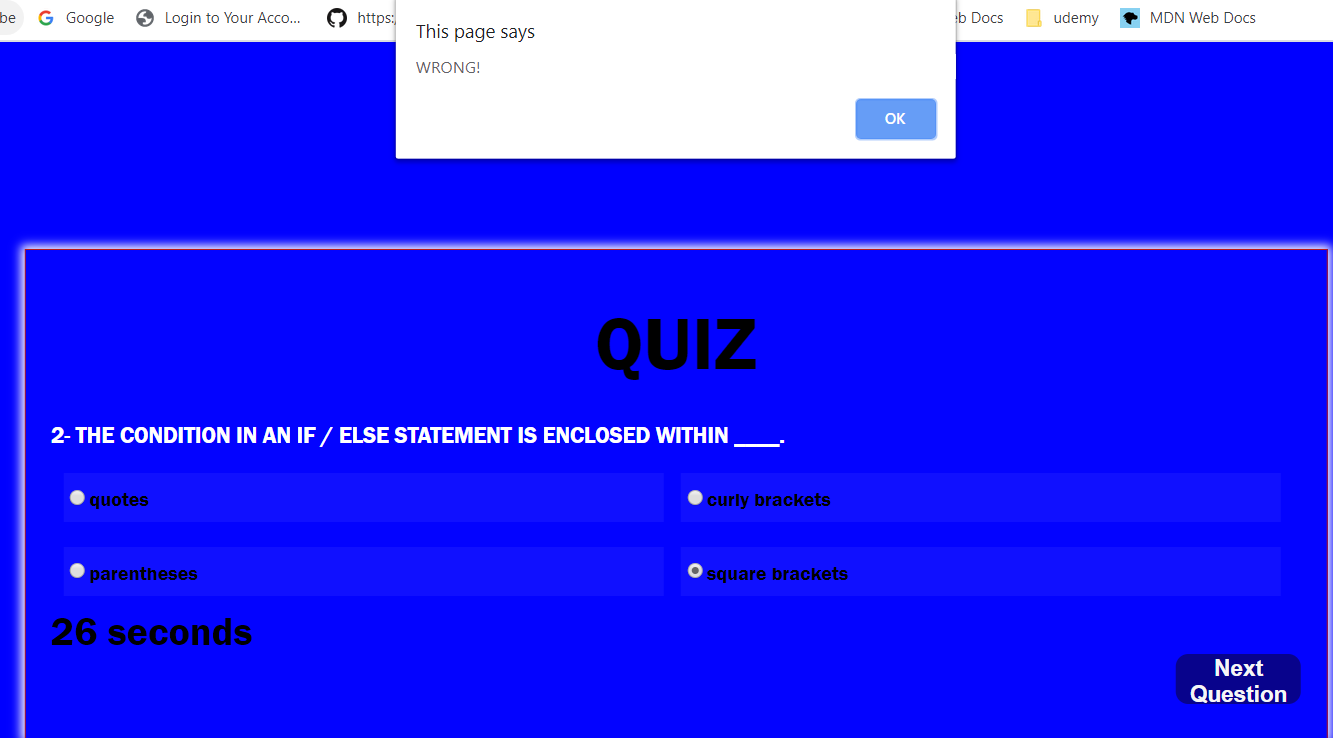 be Google Login to Your Acco... https:/ eb Docs udemy MDN Web Docs
This page says
WRONG!
OK
QUIZ
2- THE CONDITION IN AN IF / ELSE STATEMENT IS ENCLOSED WITHIN ____.
quotes curly brackets
parentheses square brackets
26 seconds
Next
Question